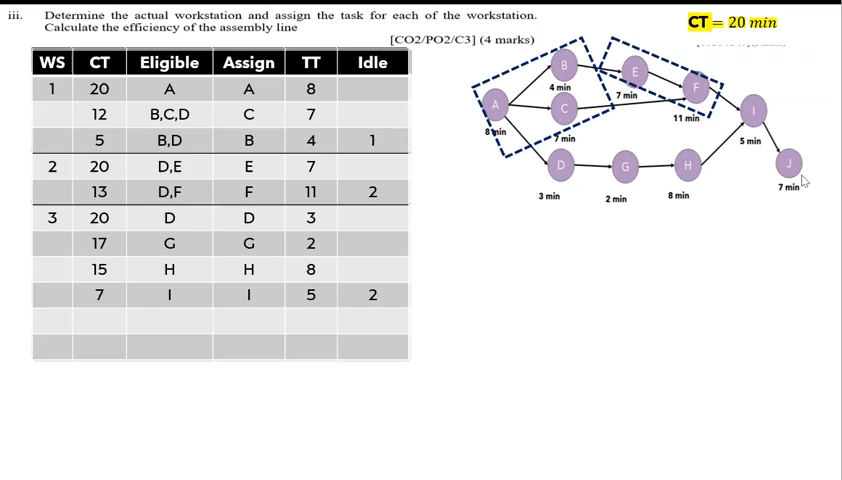 iii. Determine the actual workstation and assign the task for each of the workstation.
Calculate the efficiency of the assembly line
[CO2/PO2/C3] (4 marks)
CT = 20 min
WS CT Eligible Assign TT Idle
1 20 A A 8
12 B,C,D C 7
5 B,D B 4 1
2 20 D,E E 7
13 D,F F 11 2
3 20 D D 3
17 G G 2
15 H H 8
7 I I 5 2
B
4 min
E
7 min
F
11 min
A
8 min
C
7 min
I
5 min
D
3 min
G
2 min
H
8 min
J
7 min